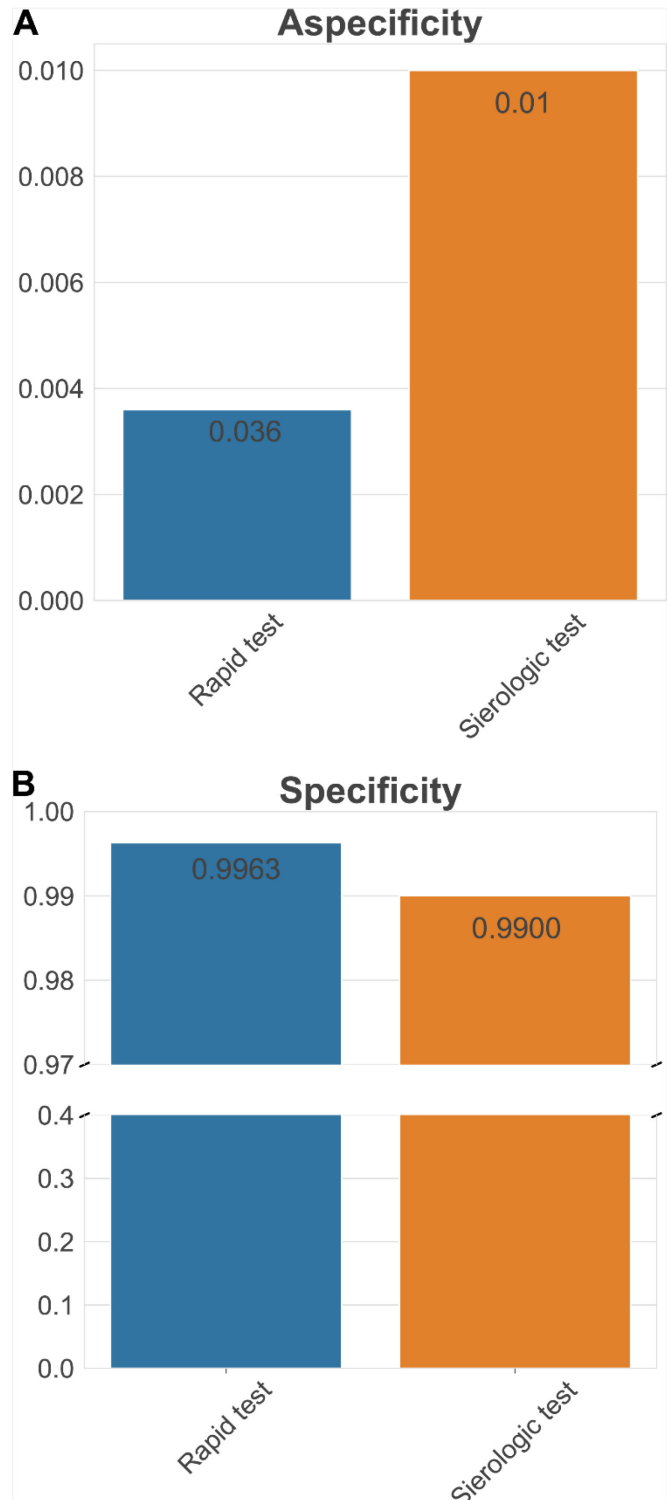 A
Aspecificity
0.010
0.008
0.006
0.004
0.002
0.000
0.036
0.01
Rapid test
Sierologic test
B
Specificity
1.00
0.99
0.98
0.97
0.4
0.3
0.2
0.1
0.0
0.9963
0.9900
Rapid test
Sierologic test